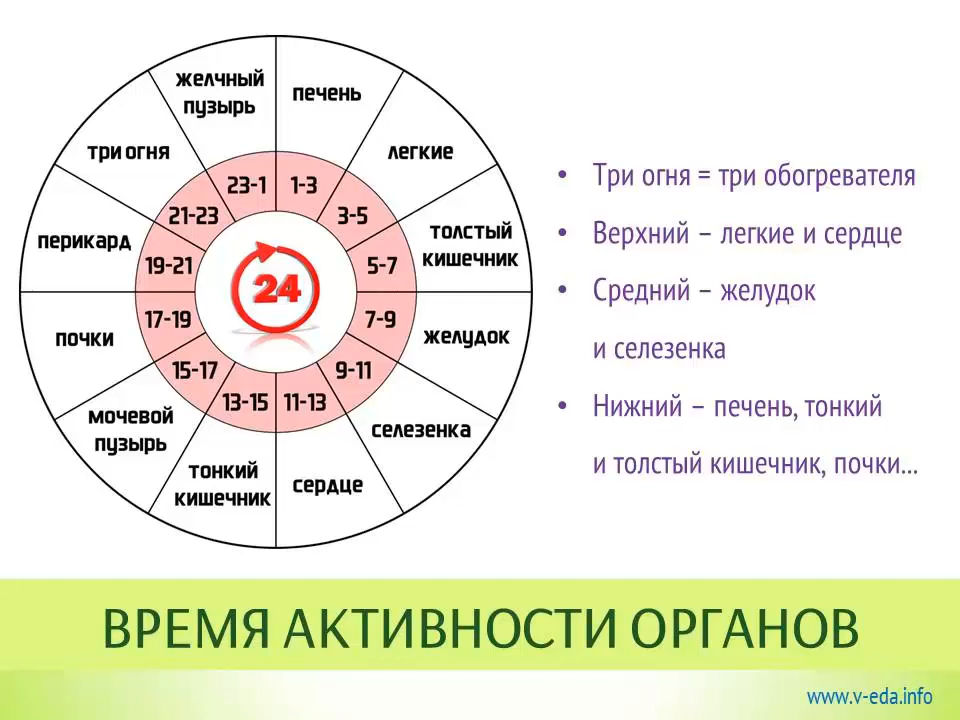 желчный
пузырь
печень
легкие
толстый
кишечник
желудок
селезенка
сердце
тонкий
кишечник
мочевой
пузырь
почки
перикард
три огня
23-1
1-3
3-5
5-7
7-9
9-11
11-13
13-15
15-17
17-19
19-21
21-23
24
• Три огня = три обогревателя
• Верхний – легкие и сердце
• Средний – желудок
и селезенка
• Нижний – печень, тонкий
и толстый кишечник, почки...
ВРЕМЯ АКТИВНОСТИ ОРГАНОВ
www.v-eda.info